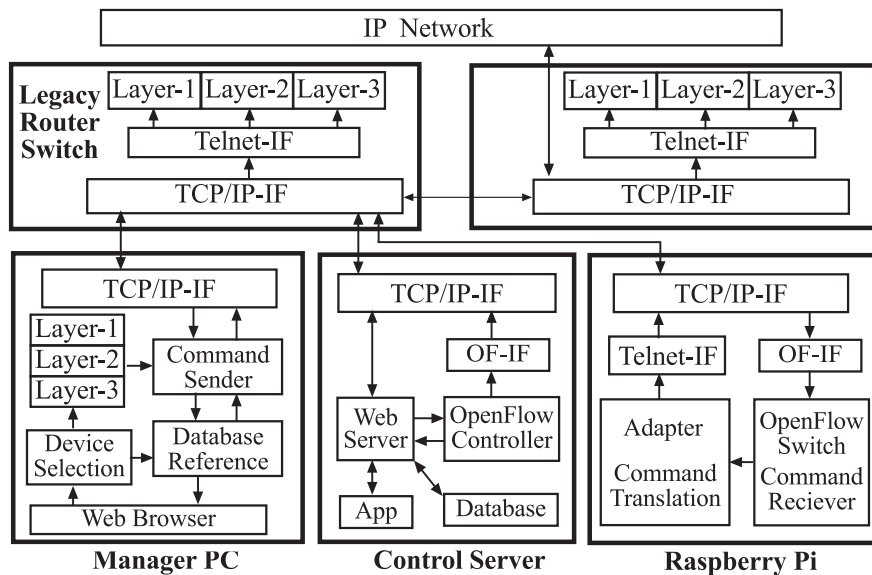 IP Network
Legacy
Router
Switch
Layer-1 Layer-2 Layer-3
Telnet-IF
TCP/IP-IF
Layer-1 Layer-2 Layer-3
Telnet-IF
TCP/IP-IF
TCP/IP-IF
Layer-1
Layer-2
Layer-3
Command
Sender
Device
Selection
Database
Reference
Web Browser
Manager PC
TCP/IP-IF
OF-IF
Web
Server
OpenFlow
Controller
App
Database
Control Server
TCP/IP-IF
Telnet-IF
OF-IF
Adapter
Command
Translation
OpenFlow
Switch
Command
Reciever
Raspberry Pi